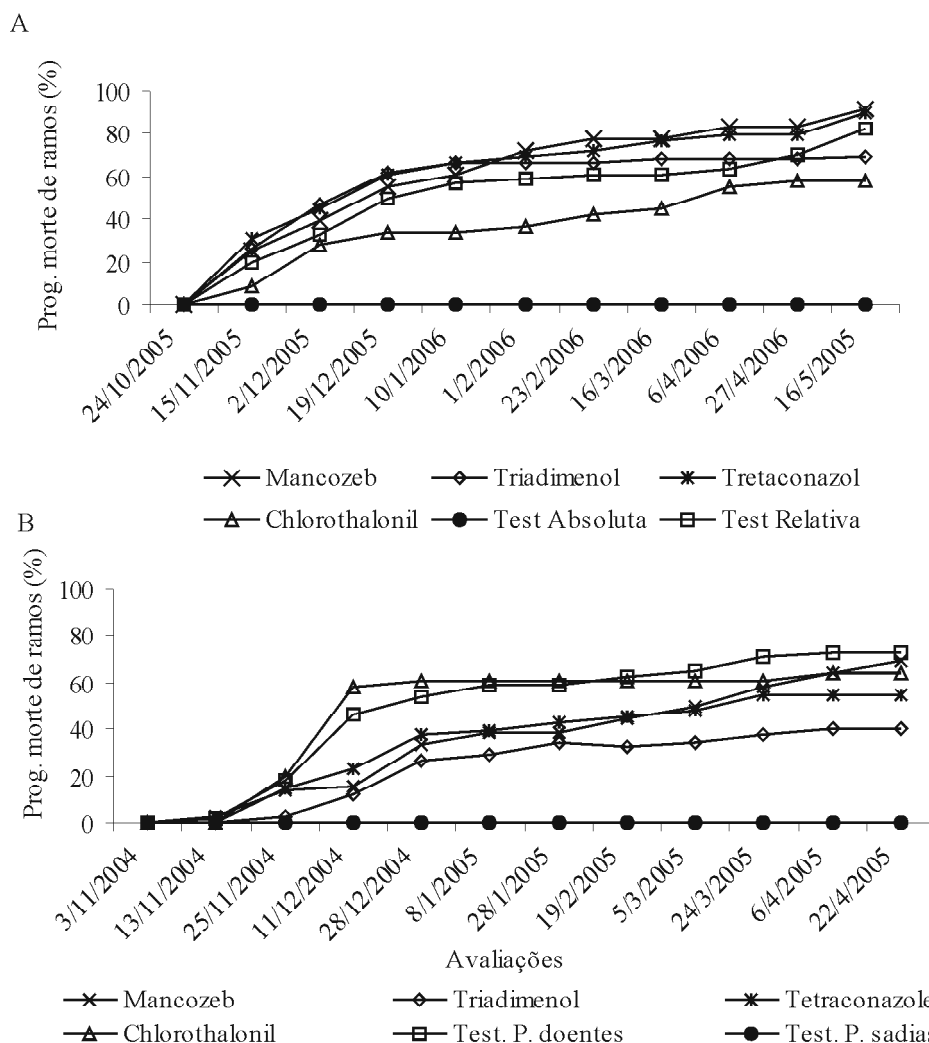 A
Prog. morte de ramos (%)
100
80
60
40
20
0
24/10/2005
15/11/2005
2/12/2005
19/12/2005
10/1/2006
1/2/2006
23/2/2006
16/3/2006
6/4/2006
27/4/2006
16/5/2005
Mancozeb
Triadimenol
Tretaconazol
Chlorothalonil
Test Absoluta
Test Relativa
B
Prog. morte de ramos (%)
100
80
60
40
20
0
3/11/2004
13/11/2004
25/11/2004
11/12/2004
28/12/2004
8/1/2005
28/1/2005
19/2/2005
5/3/2005
24/3/2005
6/4/2005
22/4/2005
Avaliações
Mancozeb
Triadimenol
Tetraconazole
Chlorothalonil
Test. P. doentes
Test. P. sadias